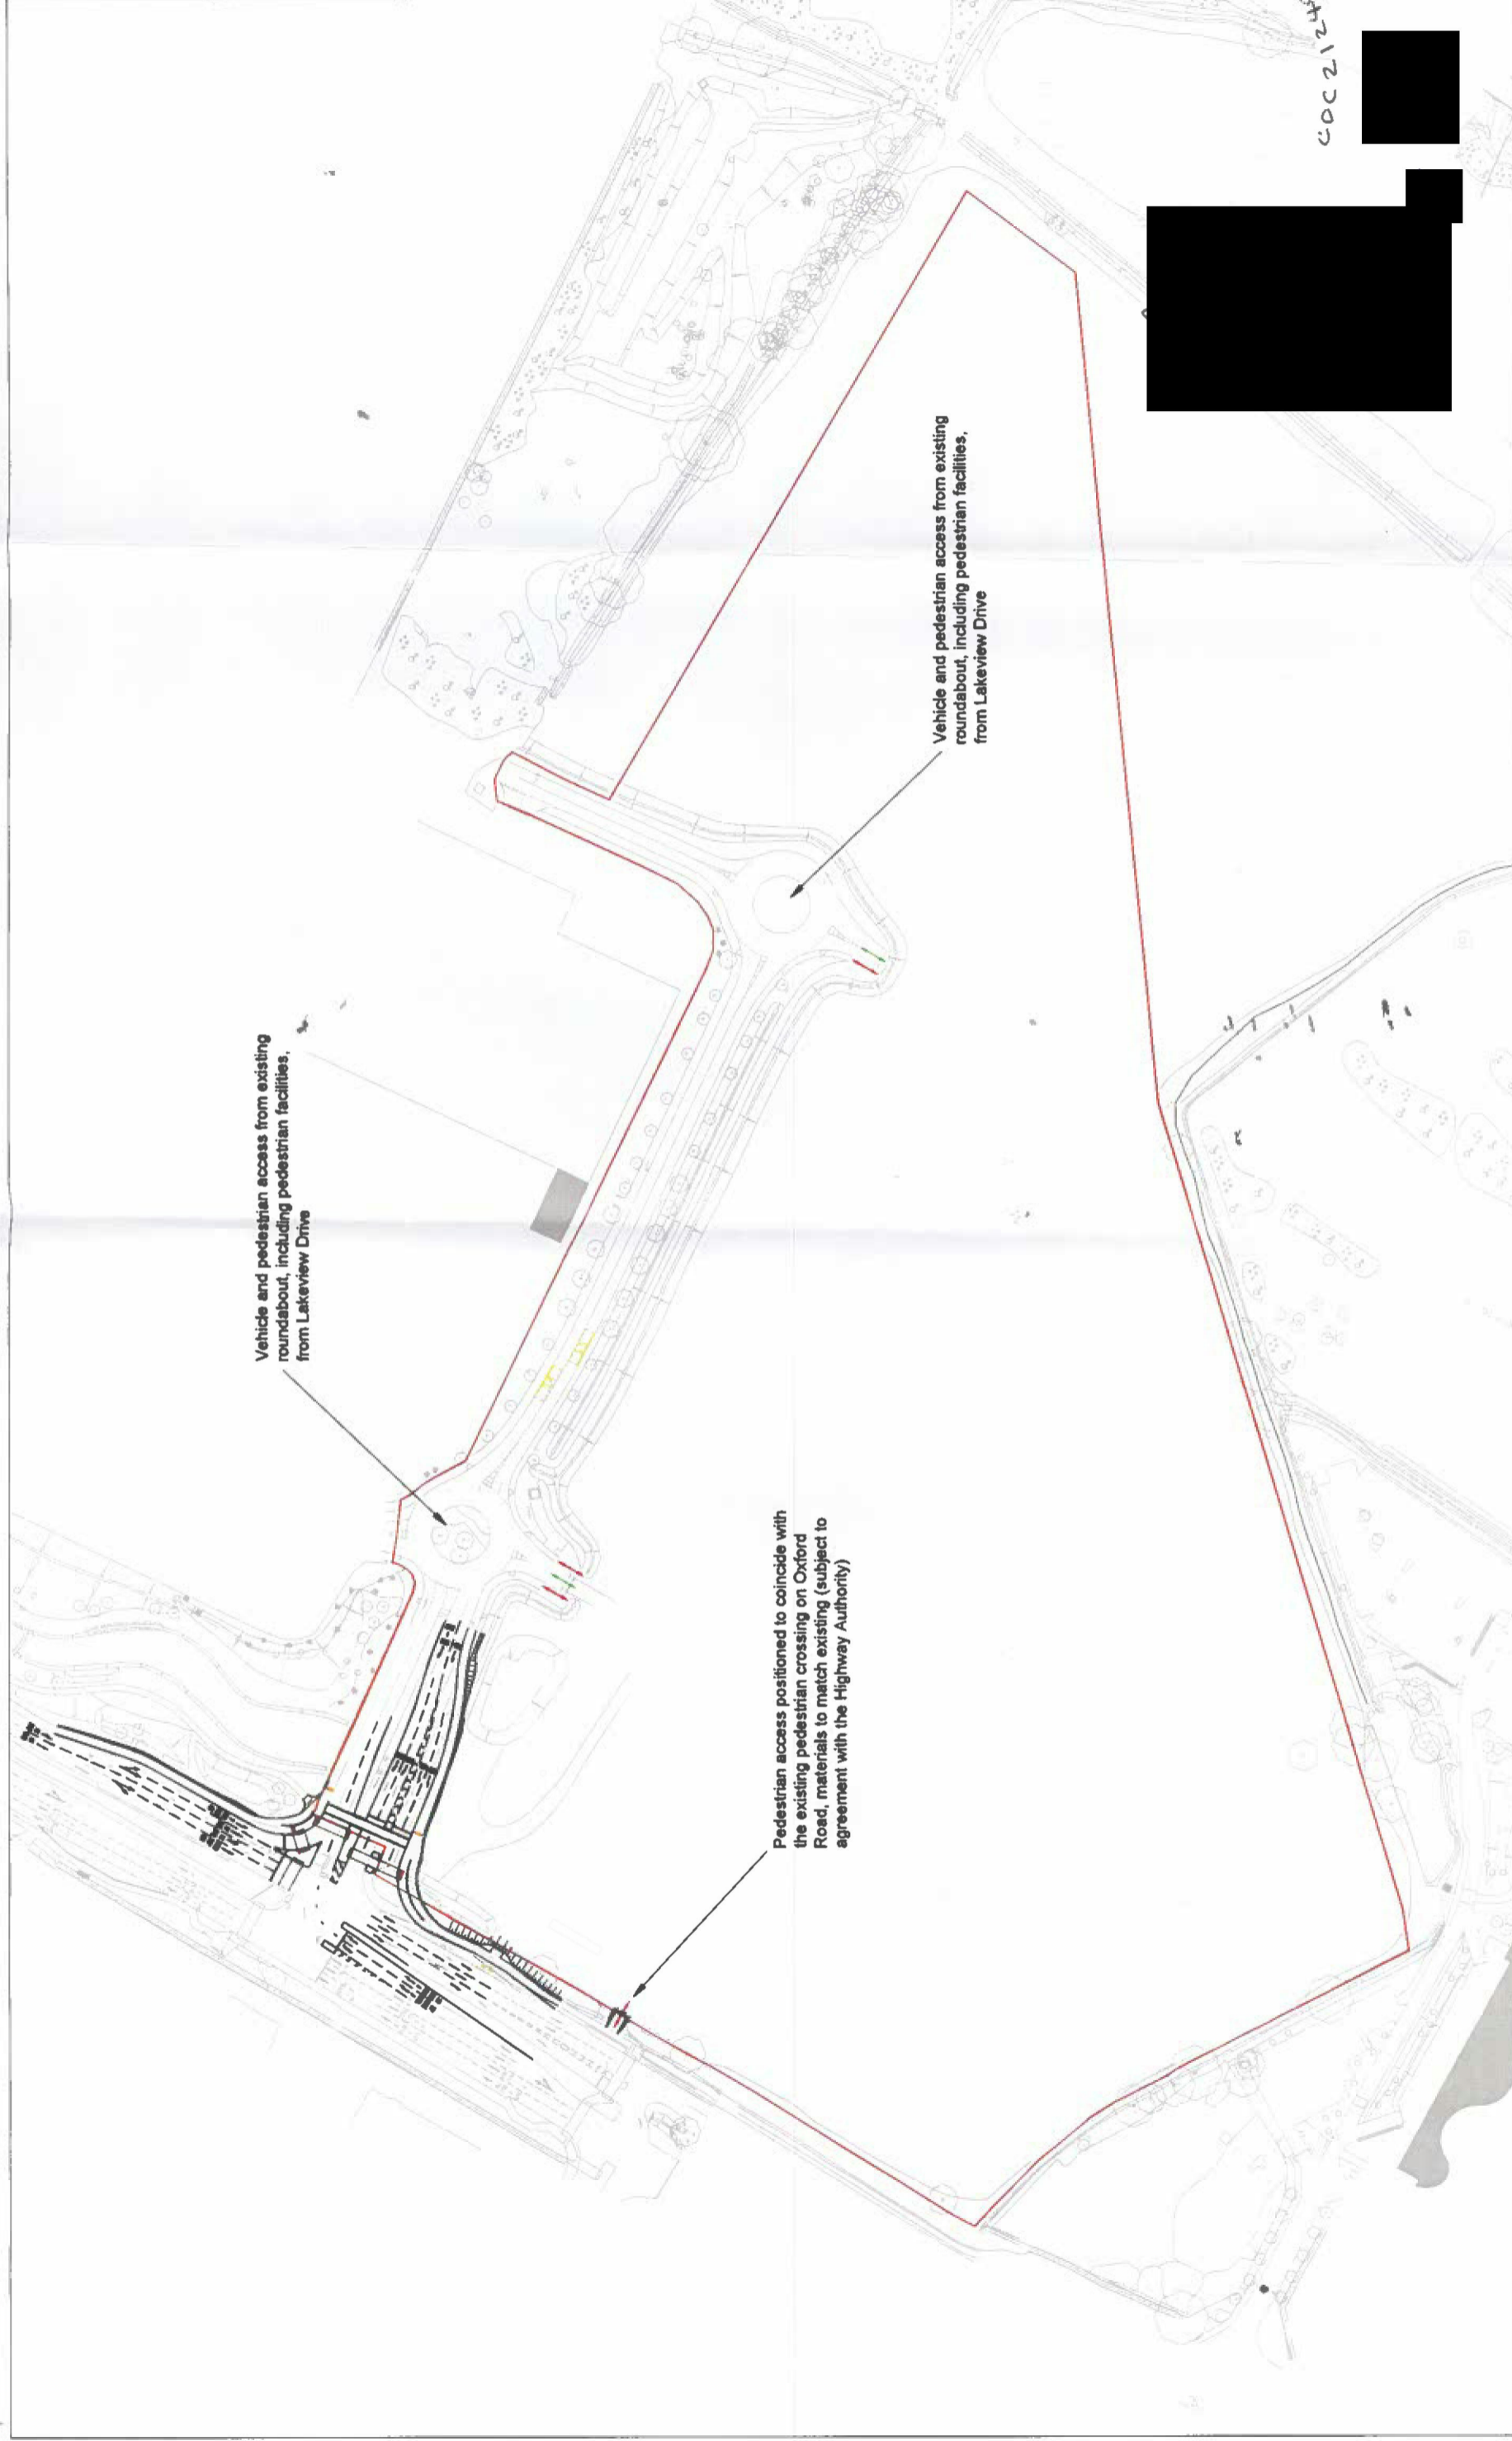 Vehicle and pedestrian access from existing
roundabout, including pedestrian facilities,
from Lakeview Drive
Vehicle and pedestrian access from existing
roundabout, including pedestrian facilities,
from Lakeview Drive
Pedestrian access positioned to coincide with
the existing pedestrian crossing on Oxford
Road, materials to match existing (subject to
agreement with the Highway Authority)